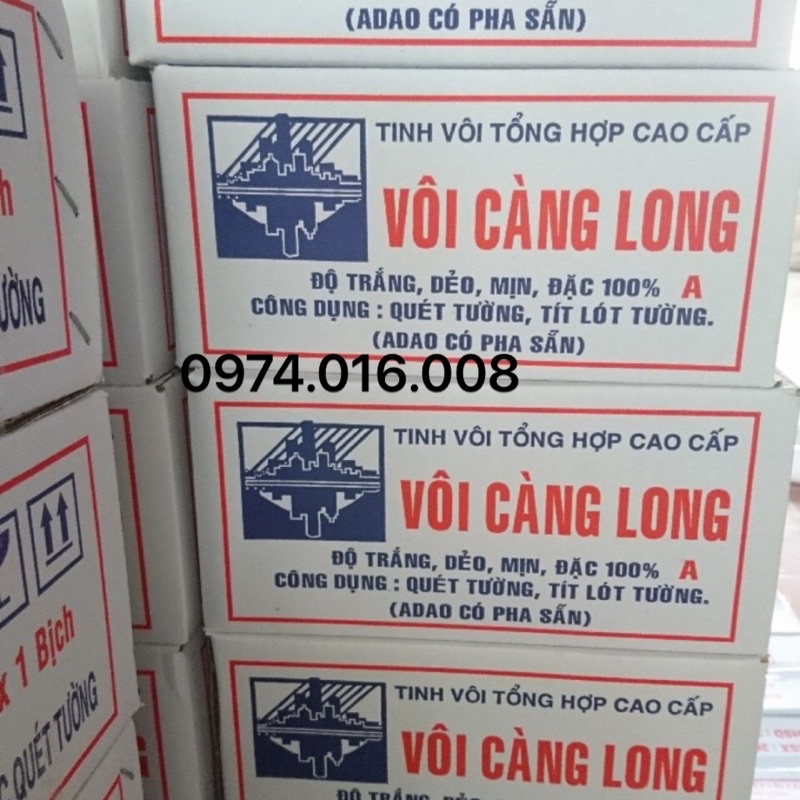 (ADAO CÓ PHA SẴN)
TINH VÔI TỔNG HỢP CAO CẤP
VÔI CÀNG LONG
ĐỘ TRẮNG, DẺO, MỊN, ĐẶC 100% A
CÔNG DỤNG : QUÉT TƯỜNG, TÍT LÓT TƯỜNG.
(ADAO CÓ PHA SẴN)
0974.016.008
TINH VÔI TỔNG HỢP CAO CẤP
VÔI CÀNG LONG
ĐỘ TRẮNG, DẺO, MỊN, ĐẶC 100% A
CÔNG DỤNG : QUÉT TƯỜNG, TÍT LÓT TƯỜNG.
(ADAO CÓ PHA SẴN)
TINH VÔI TỔNG HỢP CAO CẤP
VÔI CÀNG LONG
x 1 Bịch
QUÉT TƯỜNG